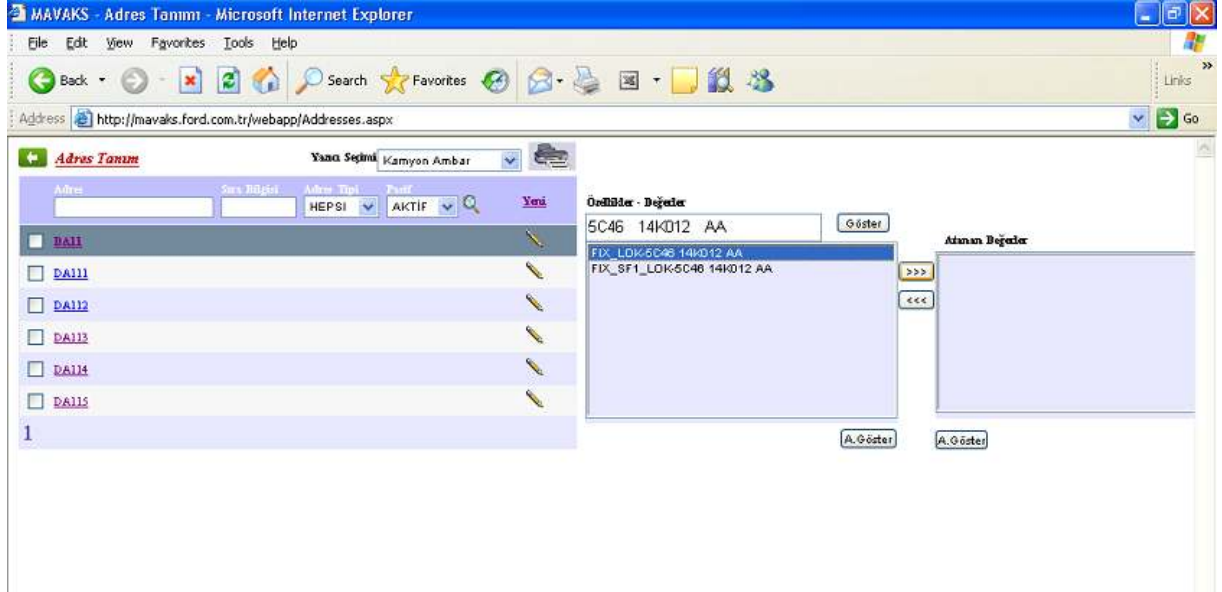 MAVAKS - Adres Tanımı - Microsoft Internet Explorer
File Edit View Favorites Tools Help
Back Search Favorites Links
Address http://mavaks.ford.com.tr/webapp/Addresses.aspx Go
Adres Tanım Yazıcı Seçimi Kamyon Ambar
Adres Sıra Bilgisi Adres Tipi Pasif
HEPSI AKTİF Yeni
Özellikler - Değerler
5C46 14K012 AA Göster
Atanan Değerler
DA11
FIX_LOK-5C46 14K012 AA
FIX_SF1_LOK-5C46 14K012 AA
>>>
DA111
<<<
DA112
DA113
DA114
DA115
1
A.Göster A.Göster